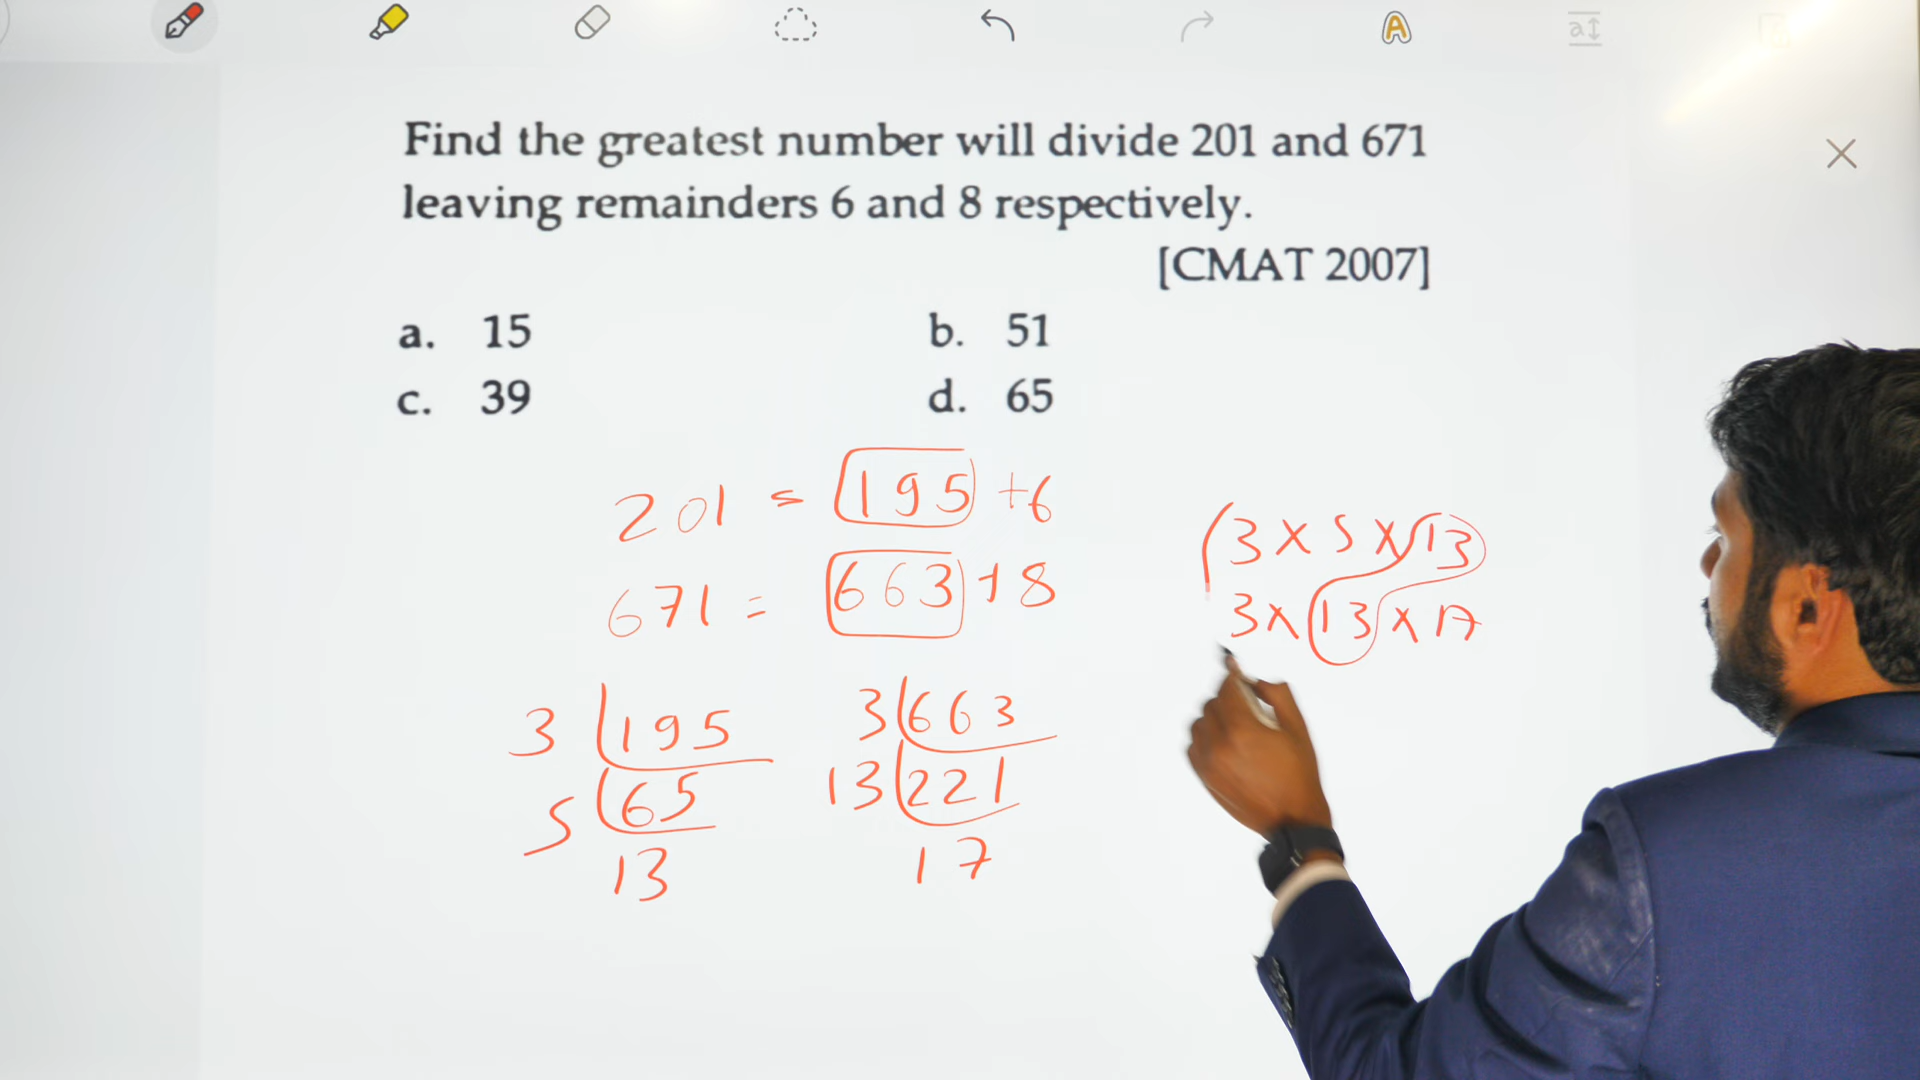 Find the greatest number will divide 201 and 671
leaving remainders 6 and 8 respectively.
[CMAT 2007]
a. 15
b. 51
c. 39
d. 65
201 = 195 +6
671 = 663 +8
3 × 5 × 13
3 × 13 × 17
3 195
5 65
13
3 663
13 221
17